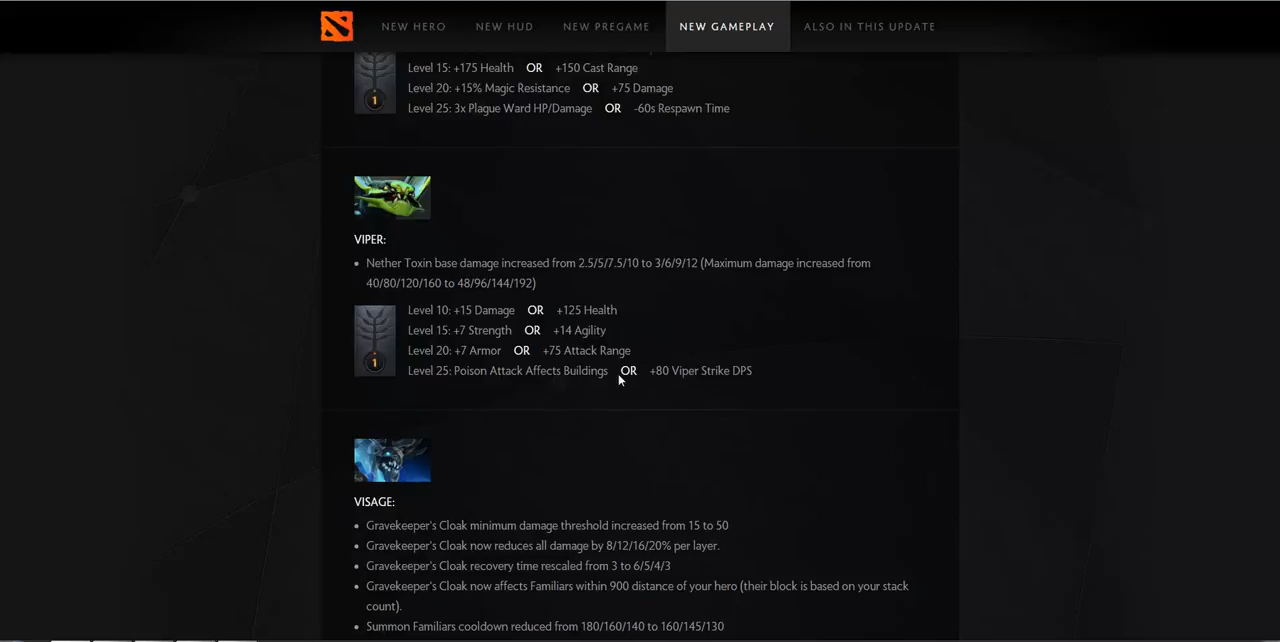 NEW HERO NEW HUD NEW PREGAME NEW GAMEPLAY ALSO IN THIS UPDATE
Level 15: +175 Health OR +150 Cast Range
Level 20: +15% Magic Resistance OR +75 Damage
Level 25: 3x Plague Ward HP/Damage OR -60s Respawn Time
1
VIPER:
• Nether Toxin base damage increased from 2.5/5/7.5/10 to 3/6/9/12 (Maximum damage increased from
40/80/120/160 to 48/96/144/192)
Level 10: +15 Damage OR +125 Health
Level 15: +7 Strength OR +14 Agility
Level 20: +7 Armor OR +75 Attack Range
1
Level 25: Poison Attack Affects Buildings OR +80 Viper Strike DPS
VISAGE:
• Gravekeeper's Cloak minimum damage threshold increased from 15 to 50
• Gravekeeper's Cloak now reduces all damage by 8/12/16/20% per layer.
• Gravekeeper's Cloak recovery time rescaled from 3 to 6/5/4/3
• Gravekeeper's Cloak now affects Familiars within 900 distance of your hero (their block is based on your stack
count).
• Summon Familiars cooldown reduced from 180/160/140 to 160/145/130